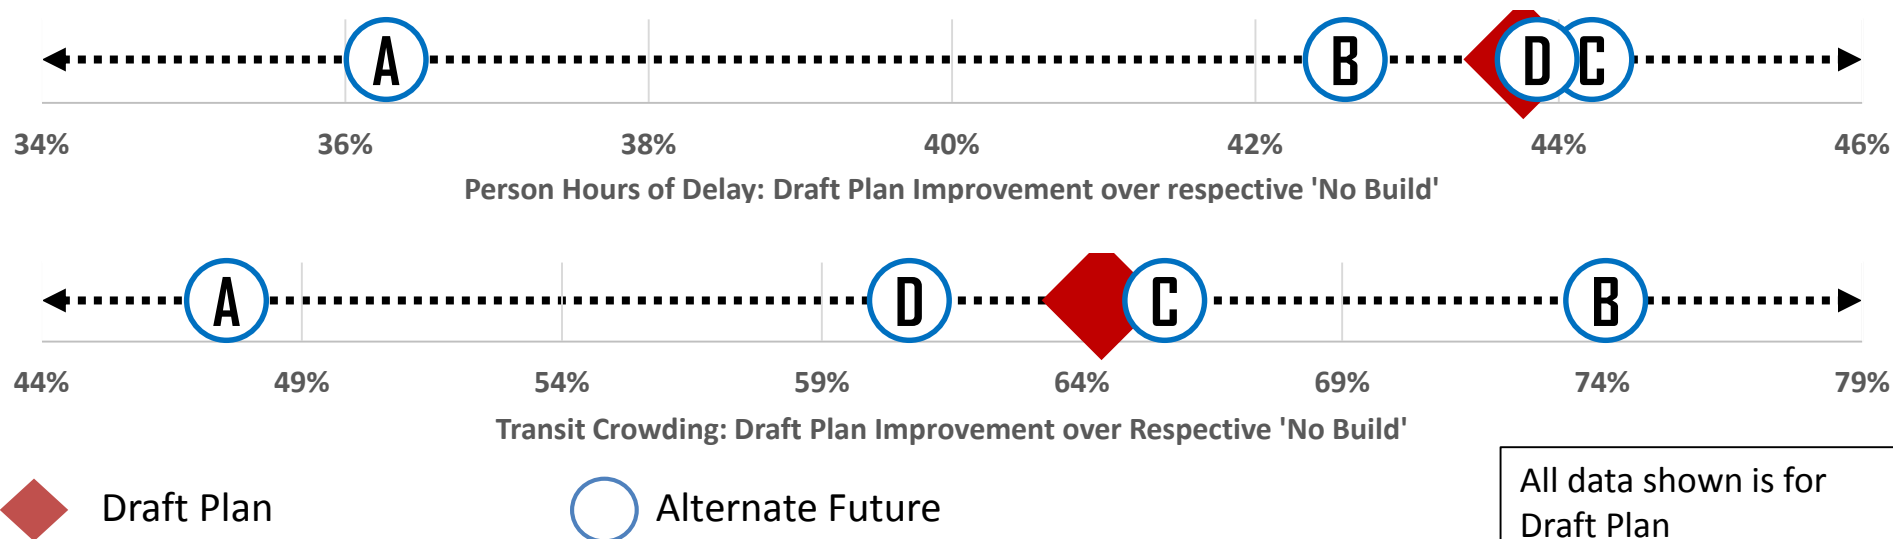 A B D C
34% 36% 38% 40% 42% 44% 46%
Person Hours of Delay: Draft Plan Improvement over respective 'No Build'
A D C B
44% 49% 54% 59% 64% 69% 74% 79%
Transit Crowding: Draft Plan Improvement over Respective 'No Build'
Draft Plan Alternate Future
All data shown is for
Draft Plan